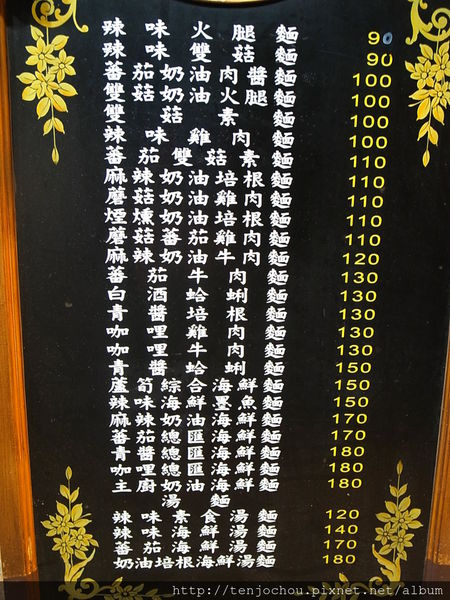 辣味火腿麵 90
辣味雙菇麵 90
蕃茄奶油肉醬麵 100
雙菇奶油火腿麵 100
雙菇素麵 100
辣味雞肉麵 100
蕃茄雙菇素麵 110
麻辣奶油培根麵 110
蘑菇奶油雞肉麵 110
煙燻奶油培根麵 110
蘑菇蕃茄雞肉麵 110
麻辣奶油牛肉麵 120
蕃茄牛肉麵 130
白酒蛤蜊麵 130
青醬培根麵 130
咖哩雞肉麵 130
咖哩牛肉麵 130
青醬蛤蜊麵 150
蘆筍綜合海鮮麵 150
辣味海鮮墨魚麵 150
麻辣奶油海鮮麵 170
蕃茄總匯海鮮麵 170
青醬總匯海鮮麵 180
咖哩總匯海鮮麵 180
主廚奶油海鮮麵 180
湯麵
辣味素食湯麵 120
辣味海鮮湯麵 140
蕃茄海鮮湯麵 170
奶油培根海鮮湯麵 180
http://tenjochou.pixnet.net/album